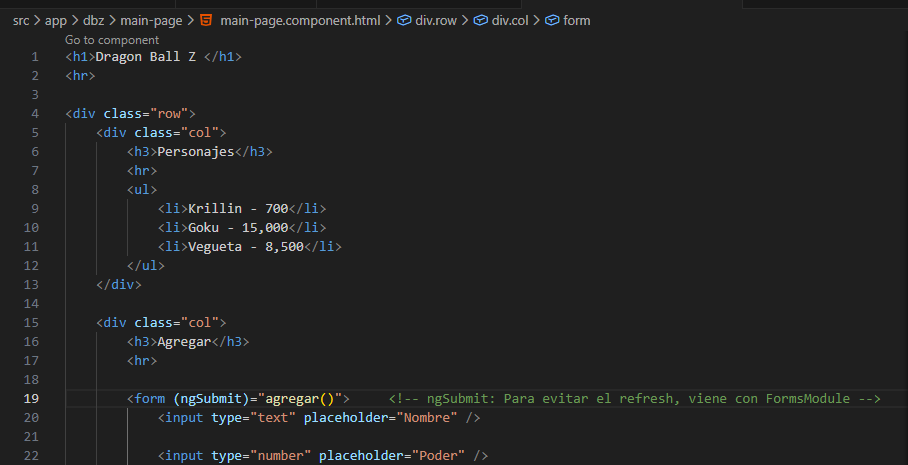 src > app > dbz > main-page > main-page.component.html > div.row > div.col > form
Go to component
1 <h1>Dragon Ball Z </h1>
2 <hr>
3
4 <div class="row">
5     <div class="col">
6         <h3>Personajes</h3>
7         <hr>
8         <ul>
9             <li>Krillin - 700</li>
10             <li>Goku - 15,000</li>
11             <li>Vegueta - 8,500</li>
12         </ul>
13     </div>
14
15     <div class="col">
16         <h3>Agregar</h3>
17         <hr>
18
19         <form (ngSubmit)="agregar()">     <!-- ngSubmit: Para evitar el refresh, viene con FormsModule -->
20             <input type="text" placeholder="Nombre" />
21
22             <input type="number" placeholder="Poder" />